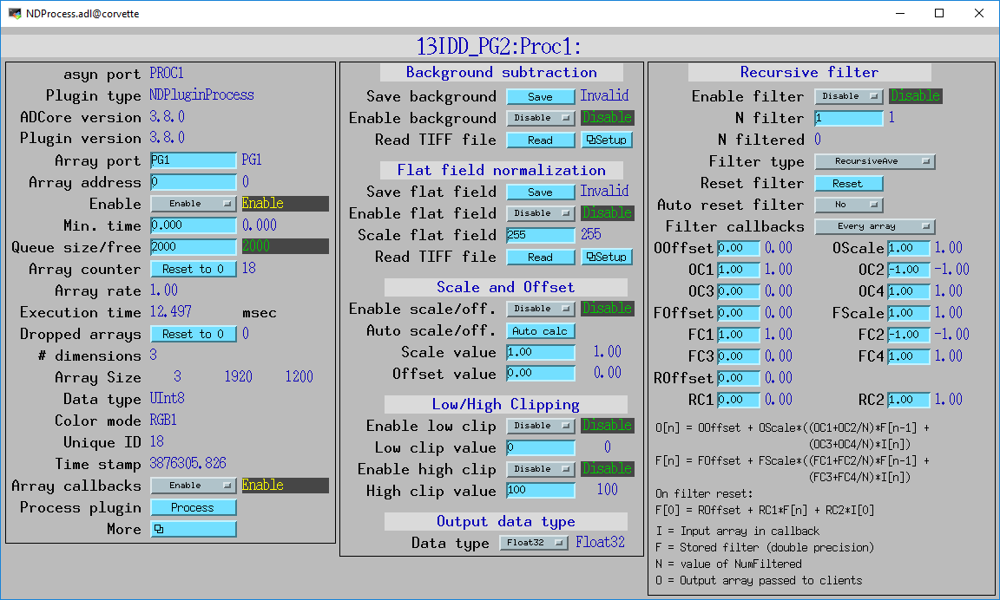 NDProcess.adl@corvette
13IDD_PG2:Proc1:
asyn port PROC1
Plugin type NDPluginProcess
ADCore version 3.8.0
Plugin version 3.8.0
Array port PG1 PG1
Array address 0 0
Enable Enable Enable
Min. time 0.000 0.000
Queue size/free 2000 2000
Array counter Reset to 0 18
Array rate 1.00
Execution time 12.497 msec
Dropped arrays Reset to 0 0
# dimensions 3
Array Size 3 1920 1200
Data type UInt8
Color mode RGB1
Unique ID 18
Time stamp 3876305.826
Array callbacks Enable Enable
Process plugin Process
More
Background subtraction
Save background Save Invalid
Enable background Disable Disable
Read TIFF file Read Setup
Flat field normalization
Save flat field Save Invalid
Enable flat field Disable Disable
Scale flat field 255 255
Read TIFF file Read Setup
Scale and Offset
Enable scale/off. Disable Disable
Auto scale/off. Auto calc
Scale value 1.00 1.00
Offset value 0.00 0.00
Low/High Clipping
Enable low clip Disable Disable
Low clip value 0 0
Enable high clip Disable Disable
High clip value 100 100
Output data type
Data type Float32 Float32
Recursive filter
Enable filter Disable Disable
N filter 1 1
N filtered 0
Filter type RecursiveAve
Reset filter Reset
Auto reset filter No
Filter callbacks Every array
OOffset 0.00 0.00 OScale 1.00 1.00
OC1 1.00 1.00 OC2 -1.00 -1.00
OC3 0.00 0.00 OC4 1.00 1.00
FOffset 0.00 0.00 FScale 1.00 1.00
FC1 1.00 1.00 FC2 -1.00 -1.00
FC3 0.00 0.00 FC4 1.00 1.00
ROffset 0.00 0.00
RC1 0.00 0.00 RC2 1.00 1.00
O[n] = OOffset + OScale*((OC1+OC2/N)*F[n-1] +
(OC3+OC4/N)*I[n])
F[n] = FOffset + FScale*((FC1+FC2/N)*F[n-1] +
(FC3+FC4/N)*I[n])
On filter reset:
F[0] = ROffset + RC1*F[n] + RC2*I[0]
I = Input array in callback
F = Stored filter (double precision)
N = value of NumFiltered
O = Output array passed to clients